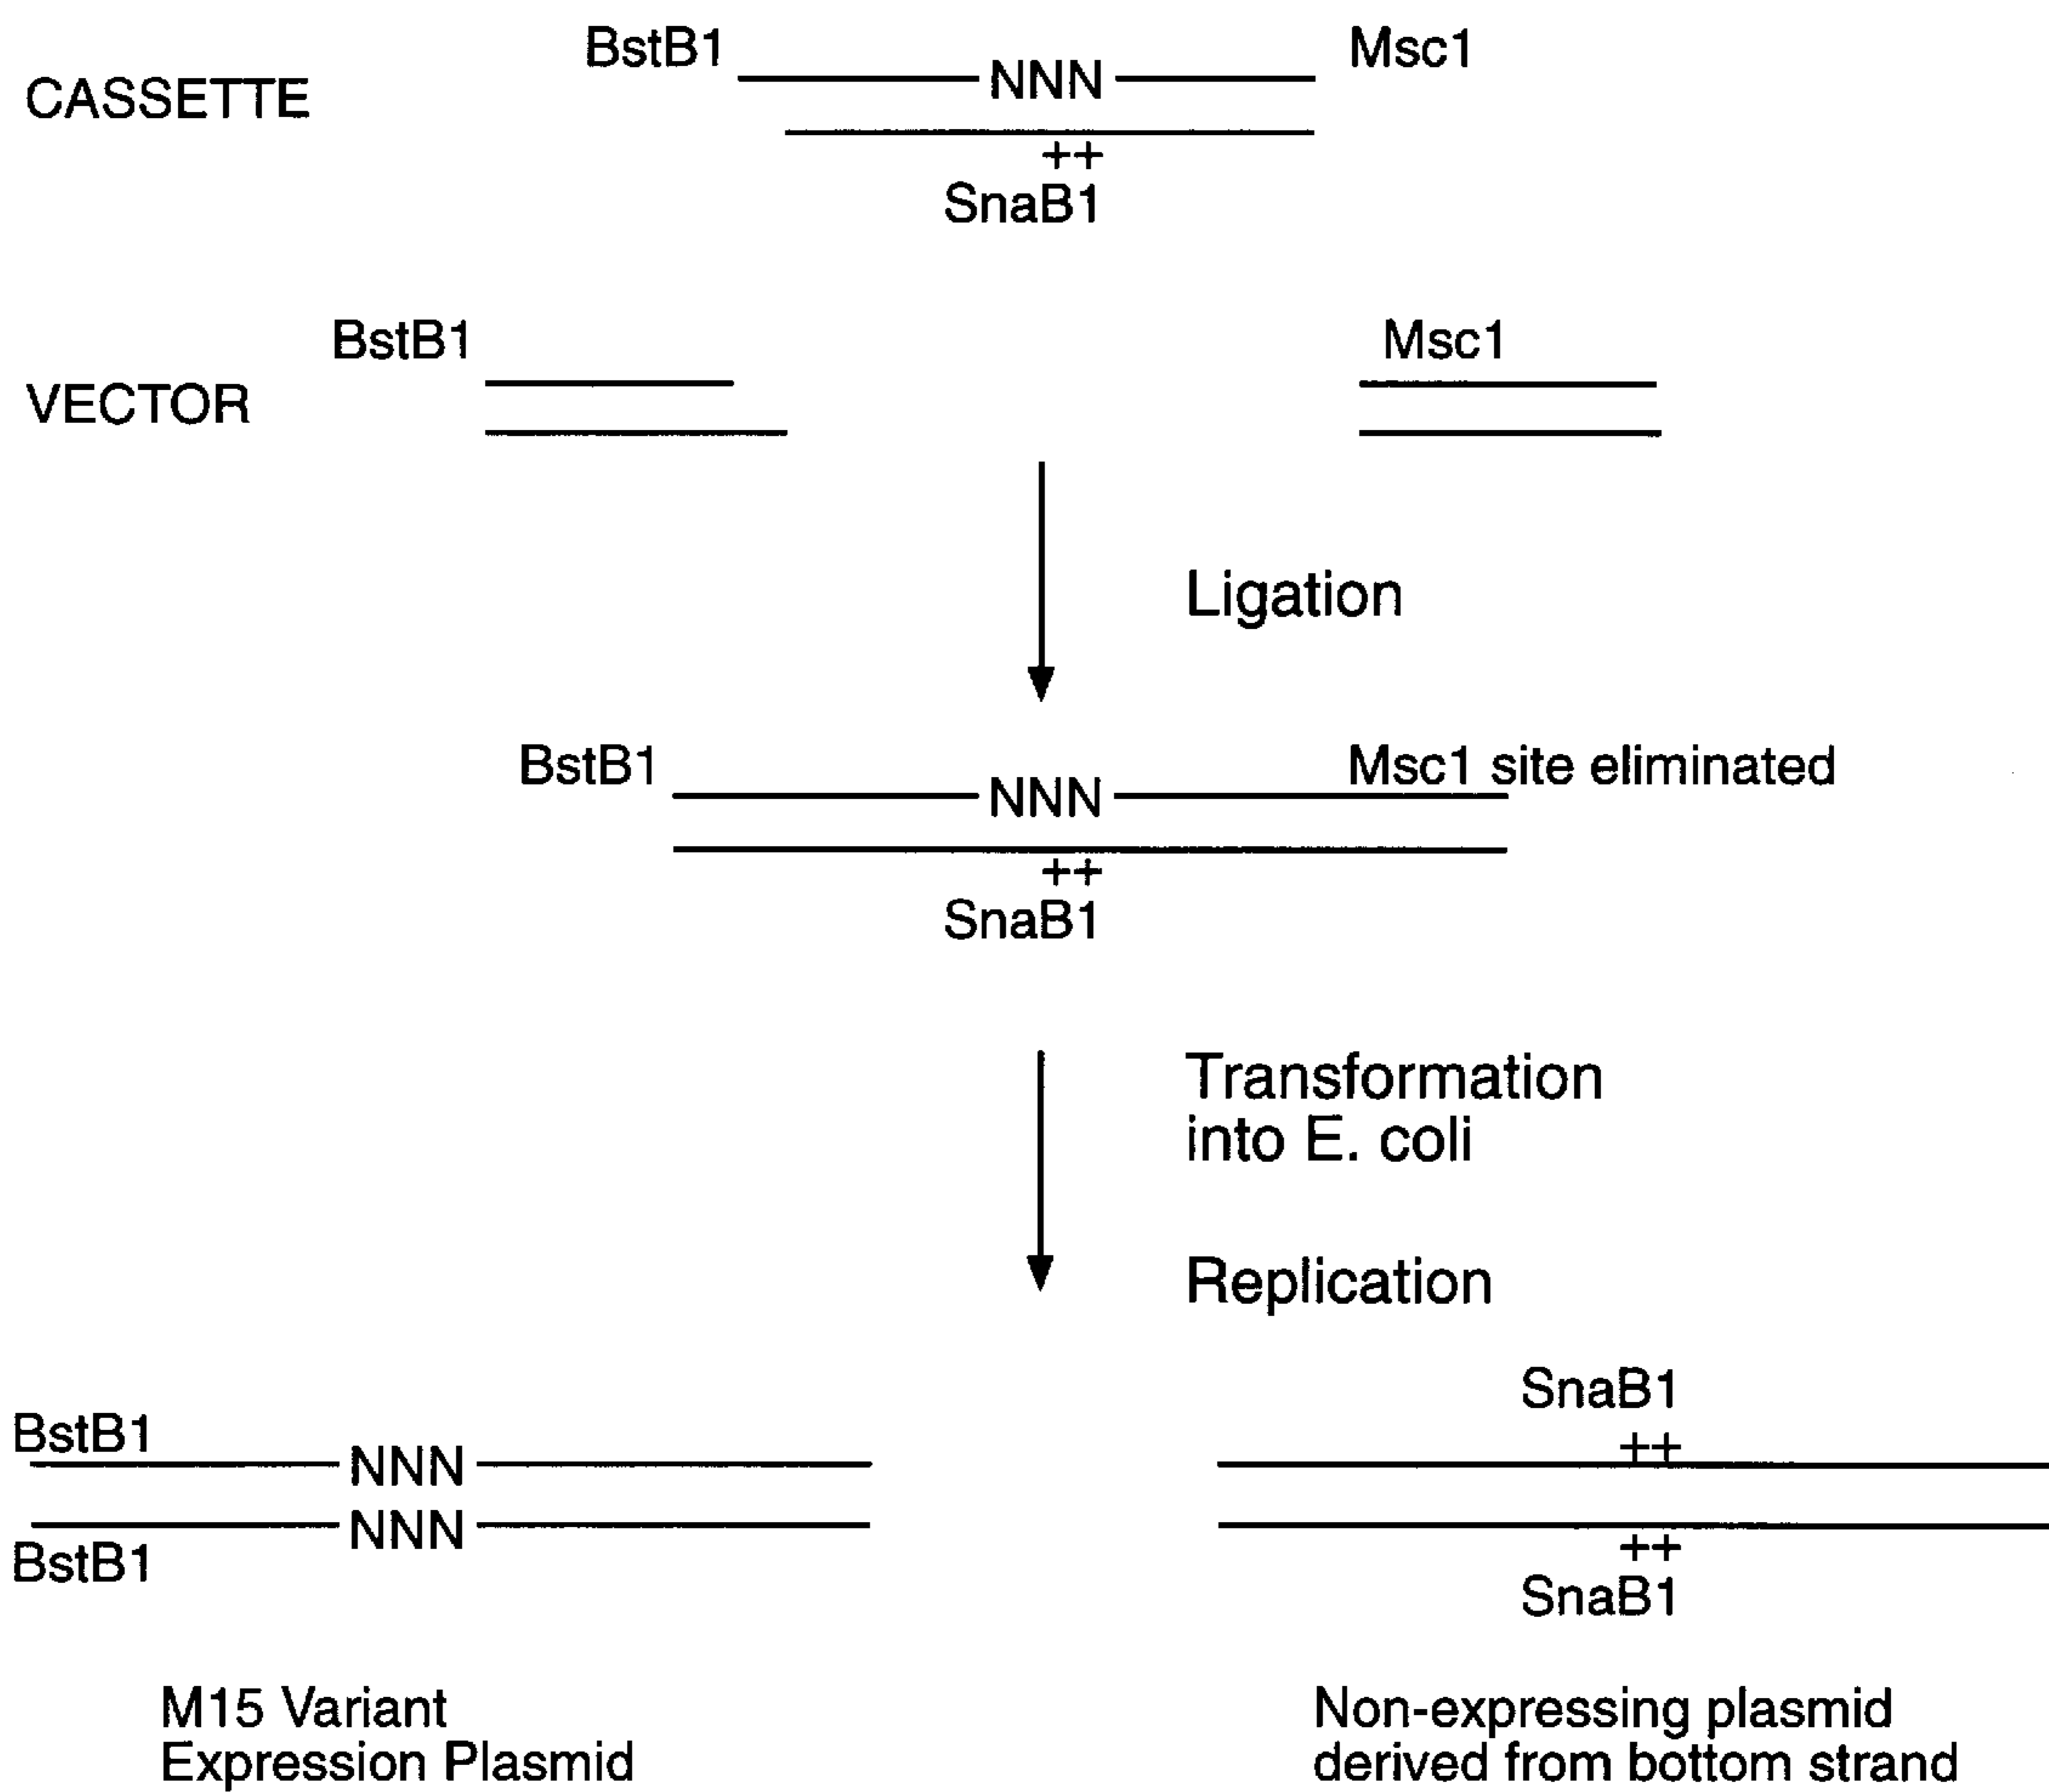 BstB1 Msc1
CASSETTE NNN
++
SnaB1
BstB1 Msc1
VECTOR
Ligation
BstB1 Msc1 site eliminated
NNN
++
SnaB1
Transformation
into E. coli
Replication
SnaB1
BstB1 ++
NNN
NNN
BstB1 ++
SnaB1
M15 Variant
Expression Plasmid
Non-expressing plasmid
derived from bottom strand